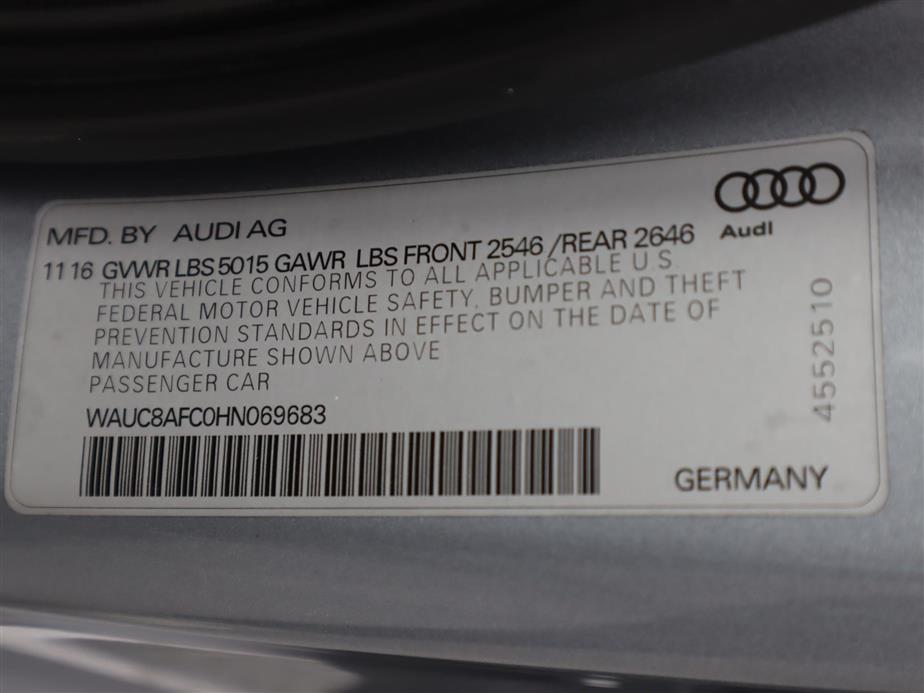 Audi
MFD. BY AUDI AG
11 16 GVWR LBS 5015 GAWR LBS FRONT 2546 /REAR 2646
THIS VEHICLE CONFORMS TO ALL APPLICABLE U.S.
FEDERAL MOTOR VEHICLE SAFETY, BUMPER AND THEFT
PREVENTION STANDARDS IN EFFECT ON THE DATE OF
MANUFACTURE SHOWN ABOVE
PASSENGER CAR
WAUC8AFC0HN069683
4552510
GERMANY